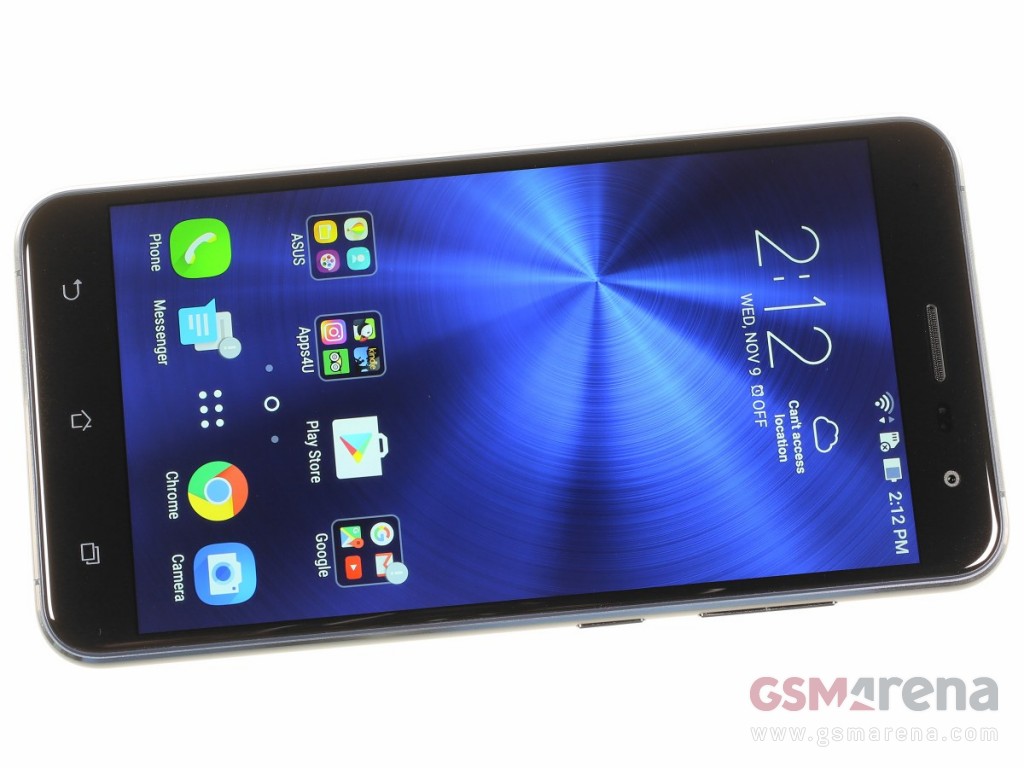 2:12 PM
2:12
WED, NOV 9 OFF
Can't access
location
ASUS
Apps4U
kindle
Play Store
Google
Phone
Messenger
Chrome
Camera
GSMArena
www.gsmarena.com